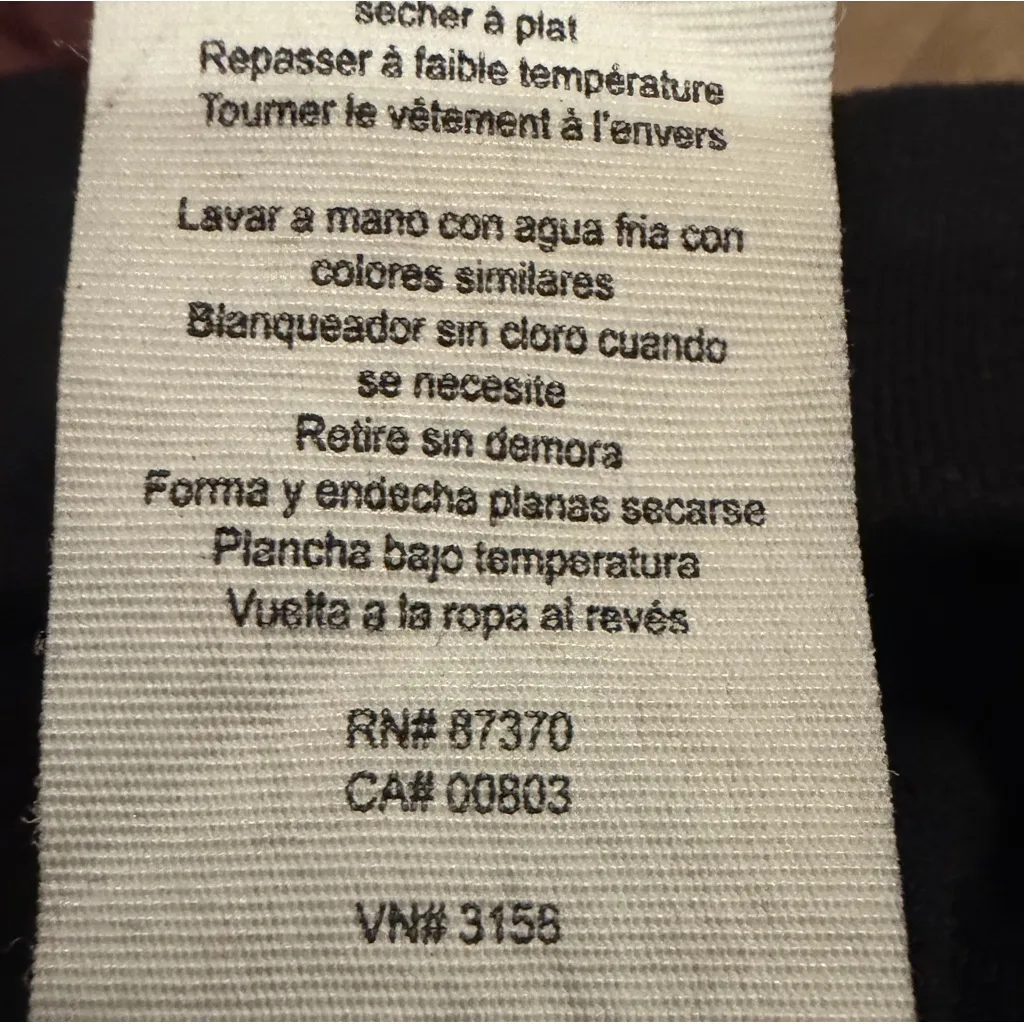 sécher à plat
Repasser à faible température
Tourner le vêtement à l'envers
Lavar a mano con agua fria con
colores similares
Blanqueador sin cloro cuando
se necesite
Retire sin demora
Forma y endecha planas secarse
Plancha bajo temperatura
Vuelta a la ropa al revés
RN# 87370
CA# 00803
VN# 3158